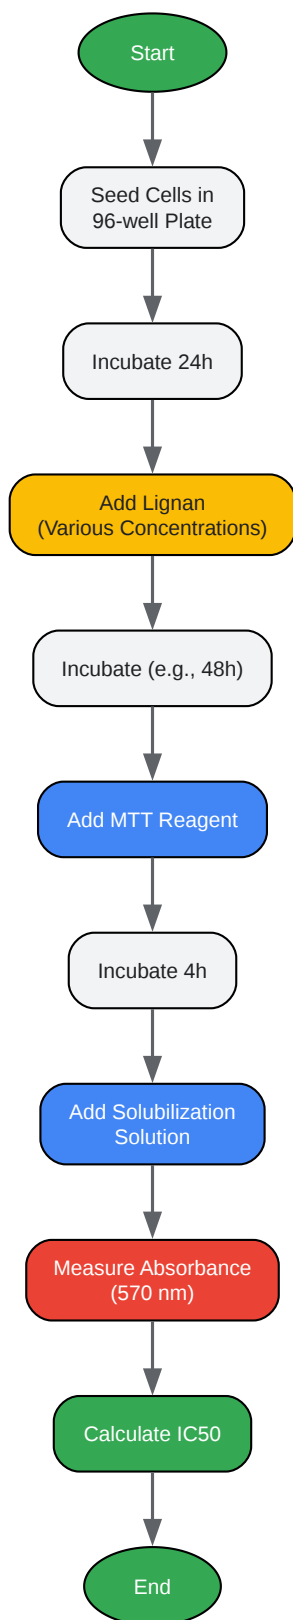 Start
Seed Cells in
96-well Plate
Incubate 24h
Add Lignan
(Various Concentrations)
Incubate (e.g., 48h)
Add MTT Reagent
Incubate 4h
Add Solubilization
Solution
Measure Absorbance
(570 nm)
Calculate IC50
End